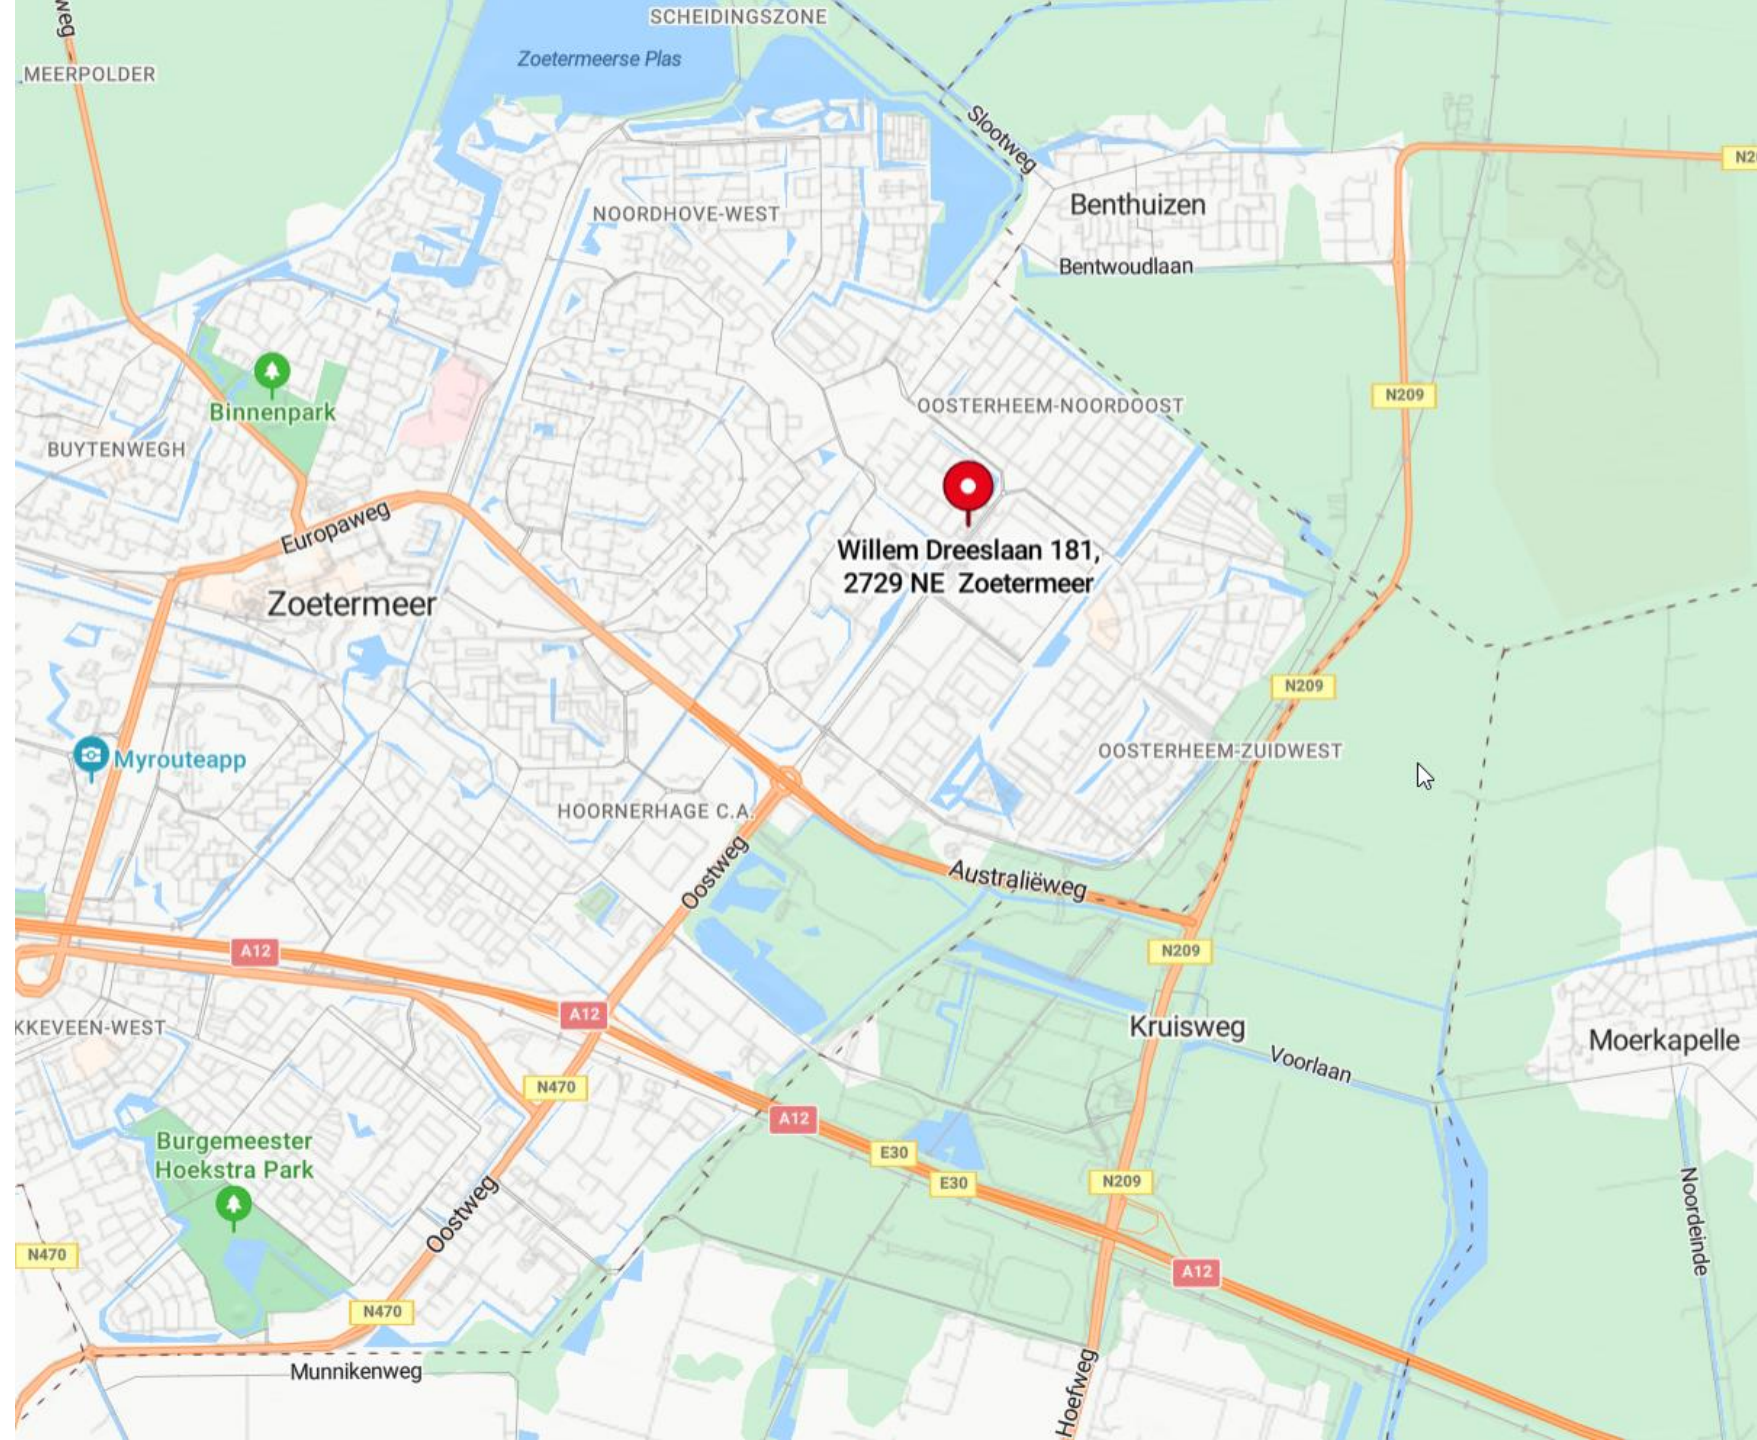 SCHEIDINGSZONE
weg
Zoetermeerse Plas
MEERPOLDER
Slootweg
N2
Benthuizen
NOORDHOVE-WEST
Bentwoudlaan
N209
Binnenpark
OOSTERHEEM-NOORDOOST
BUYTENWEGH
Europaweg
Willem Dreeslaan 181,
2729 NE Zoetermeer
Zoetermeer
N209
OOSTERHEEM-ZUIDWEST
Myrouteapp
HOORNERHAGE C.A.
Oostweg
Australiëweg
A12
N209
A12
KKEVEEN-WEST
Kruisweg
Moerkapelle
Voorlaan
N470
A12
Burgemeester
Hoekstra Park
E30
E30
N209
Oostweg
Noordeinde
N470
A12
N470
Munnikenweg
Hoefweg